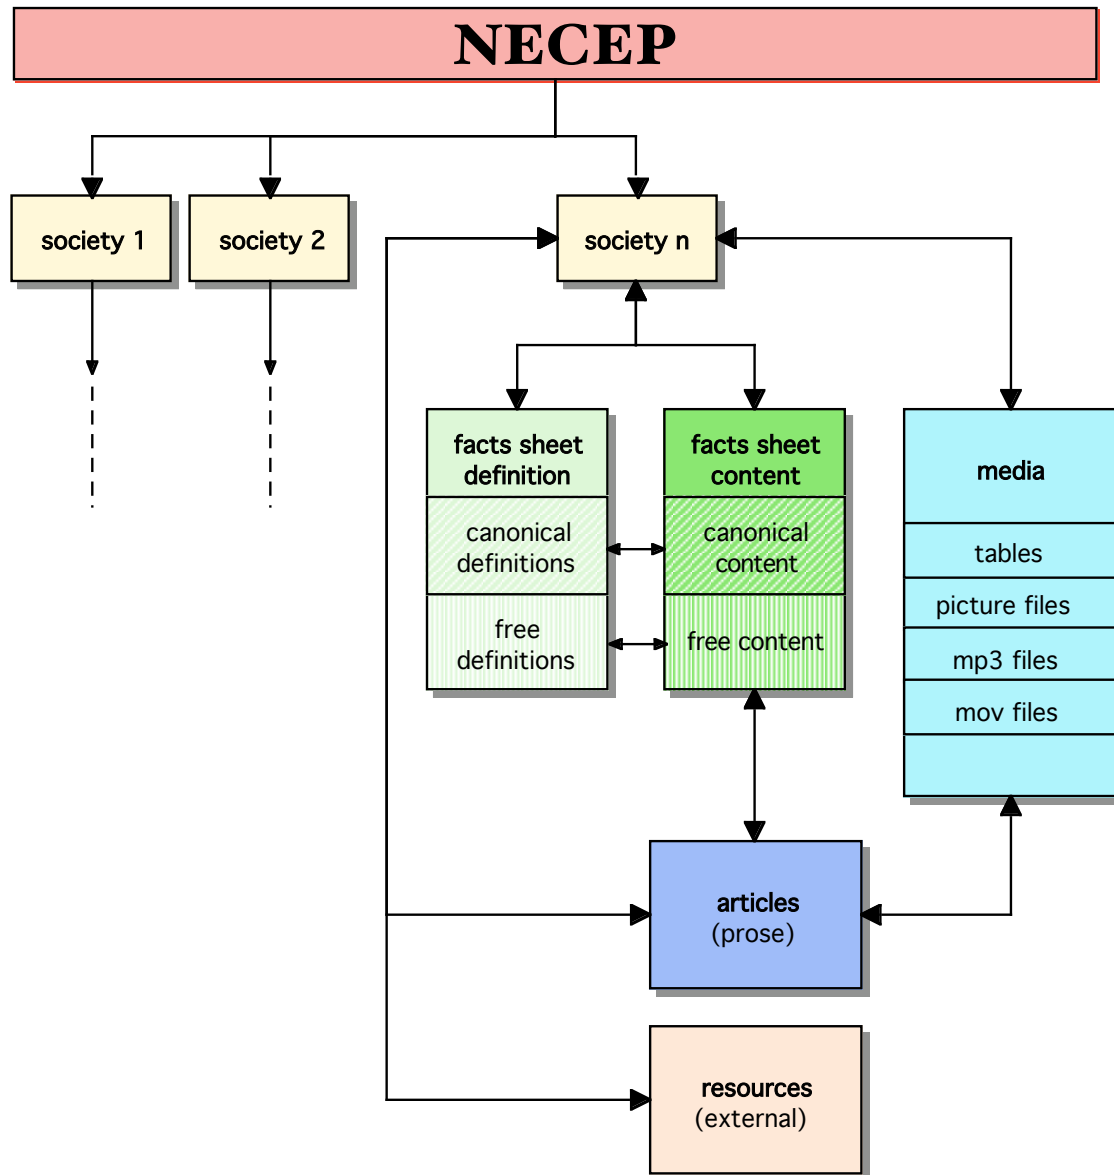 NECEP
society 1
society 2
society n
facts sheet
definition
canonical
definitions
free
definitions
facts sheet
content
canonical
content
free content
media
tables
picture files
mp3 files
mov files
articles
(prose)
resources
(external)